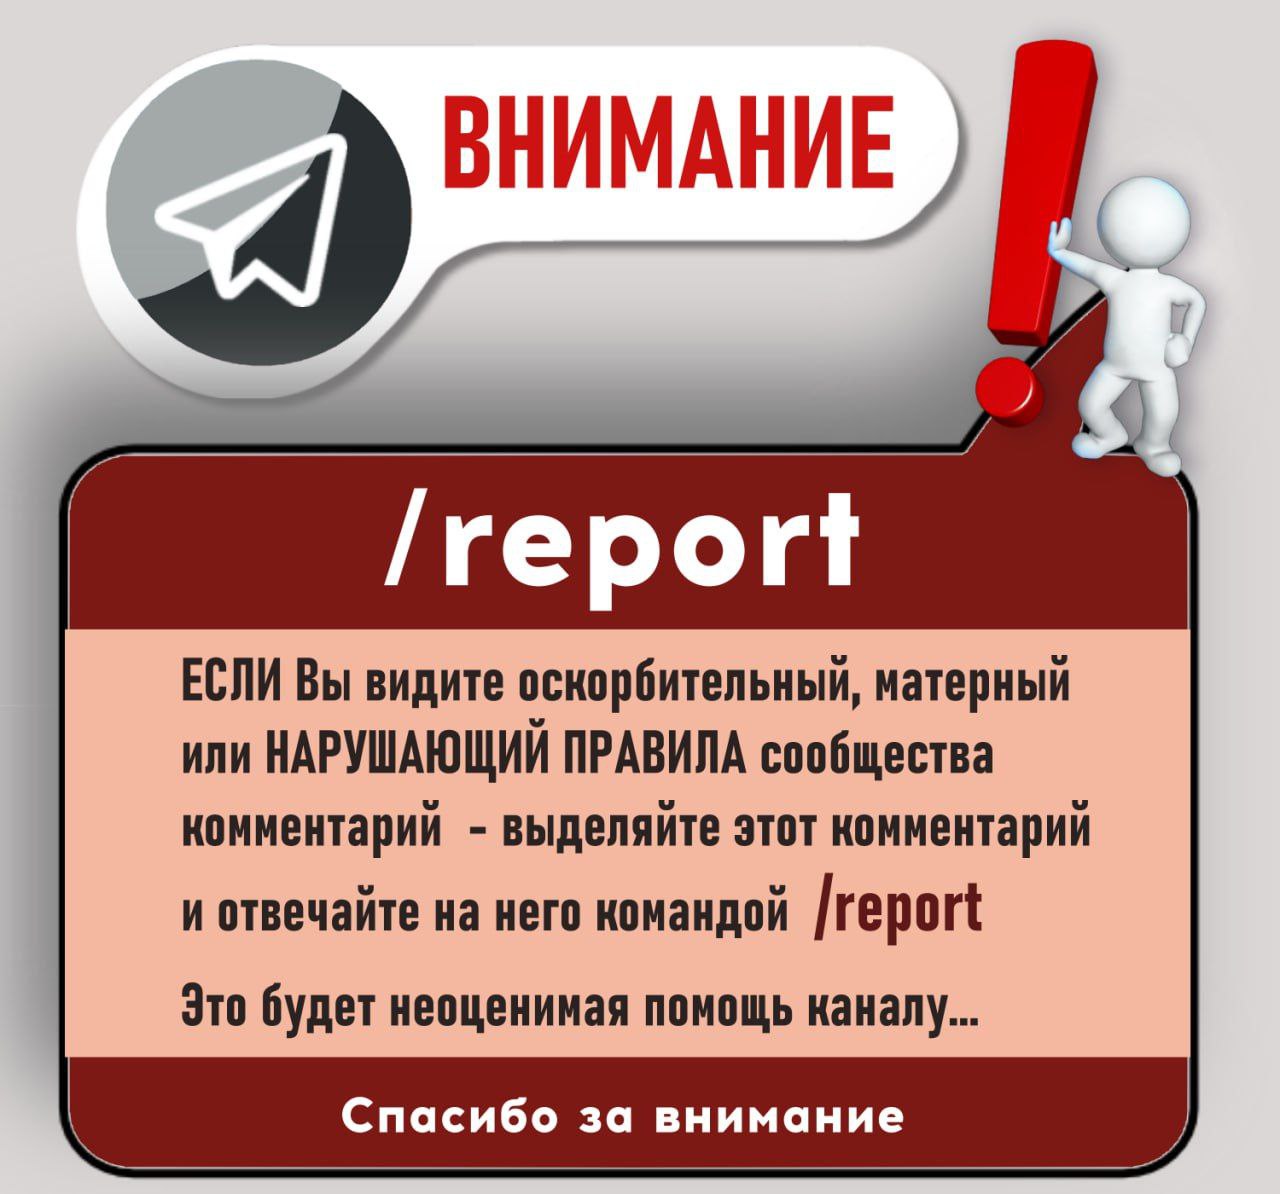 ВНИМАНИЕ
/report
ЕСЛИ Вы видите оскорбительный, матерный
или НАРУШАЮЩИЙ ПРАВИЛА сообщества
комментарий - выделяйте этот комментарий
и отвечайте на него командой /report
Это будет неоценимая помощь каналу...
Спасибо за внимание